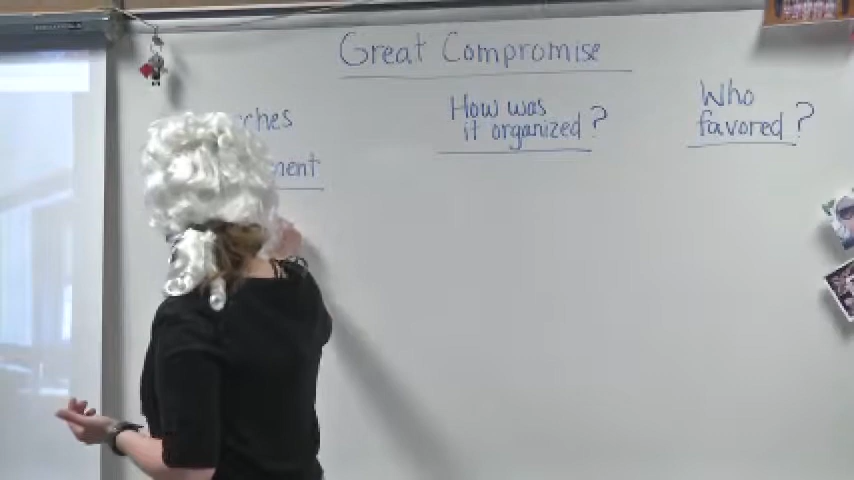 Great Compromise
ches
ment
How was
it organized?
Who
favored?